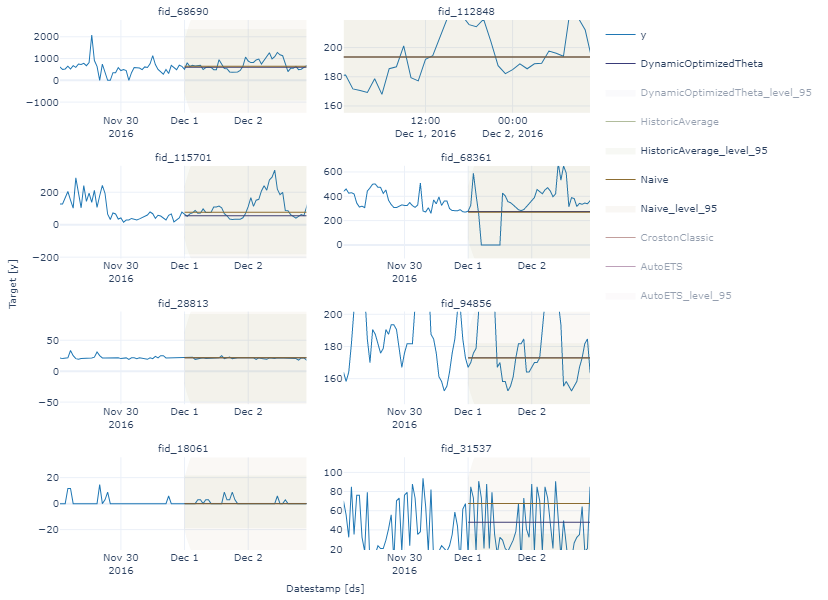 fid_68690
2000
1000
0
−1000
Nov 30
2016
Dec 1
Dec 2
fid_112848
200
180
160
12:00
Dec 1, 2016
00:00
Dec 2, 2016
fid_115701
200
0
−200
Nov 30
2016
Dec 1
Dec 2
fid_68361
600
400
200
0
Nov 30
2016
Dec 1
Dec 2
fid_28813
50
0
−50
Nov 30
2016
Dec 1
Dec 2
fid_94856
200
180
160
Nov 30
2016
Dec 1
Dec 2
fid_18061
20
0
−20
Nov 30
2016
Dec 1
Dec 2
fid_31537
100
80
60
40
20
Nov 30
2016
Dec 1
Dec 2
Target [y]
Datestamp [ds]
y
DynamicOptimizedTheta
DynamicOptimizedTheta_level_95
HistoricAverage
HistoricAverage_level_95
Naive
Naive_level_95
CrostonClassic
AutoETS
AutoETS_level_95